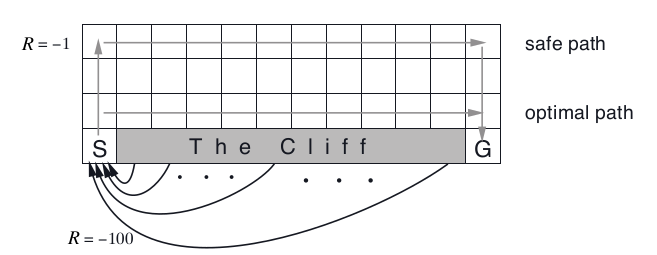 R = −1
safe path
optimal path
S
The Cliff
G
R = −100